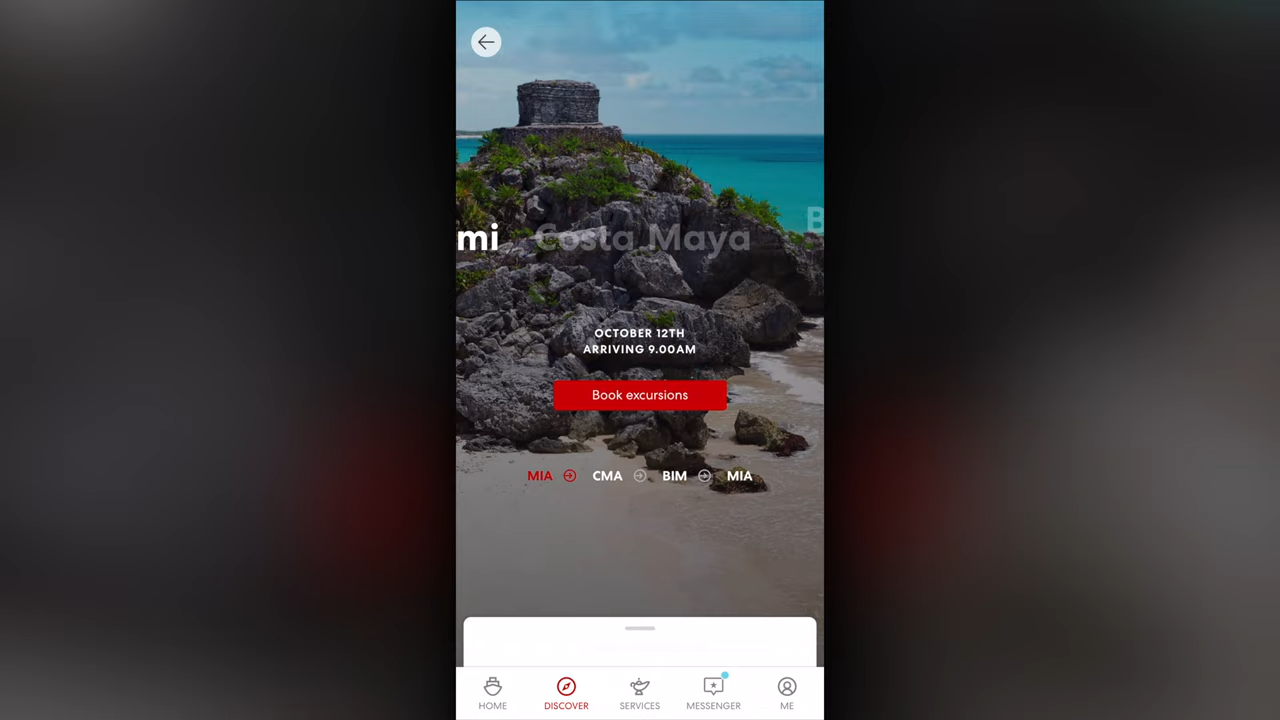 mi Costa Maya B
OCTOBER 12TH
ARRIVING 9.00AM
Book excursions
MIA CMA BIM MIA
HOME DISCOVER SERVICES MESSENGER ME